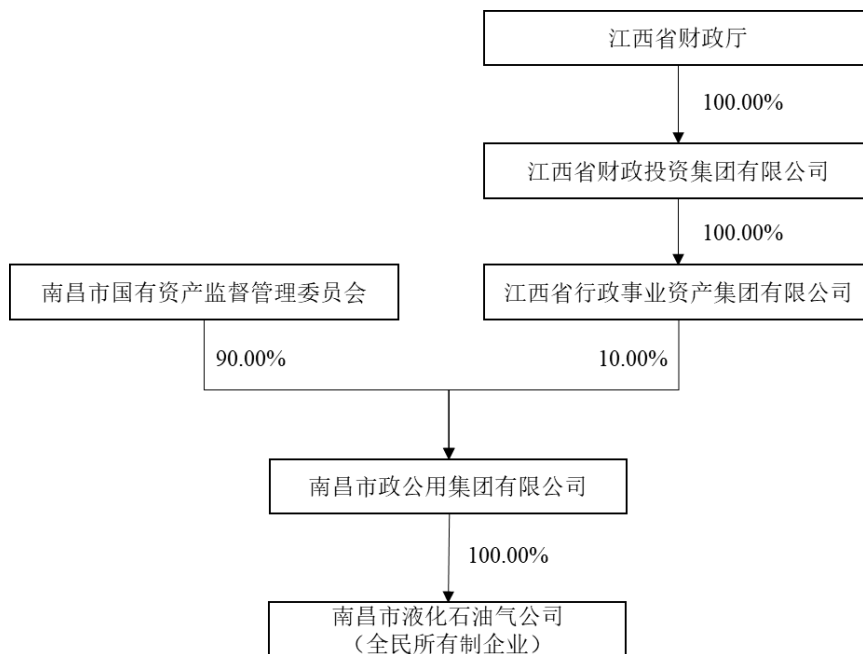 江西省财政厅
100.00%
江西省财政投资集团有限公司
100.00%
南昌市国有资产监督管理委员会
江西省行政事业资产集团有限公司
90.00%
10.00%
南昌市政公用集团有限公司
100.00%
南昌市液化石油气公司
（全民所有制企业）